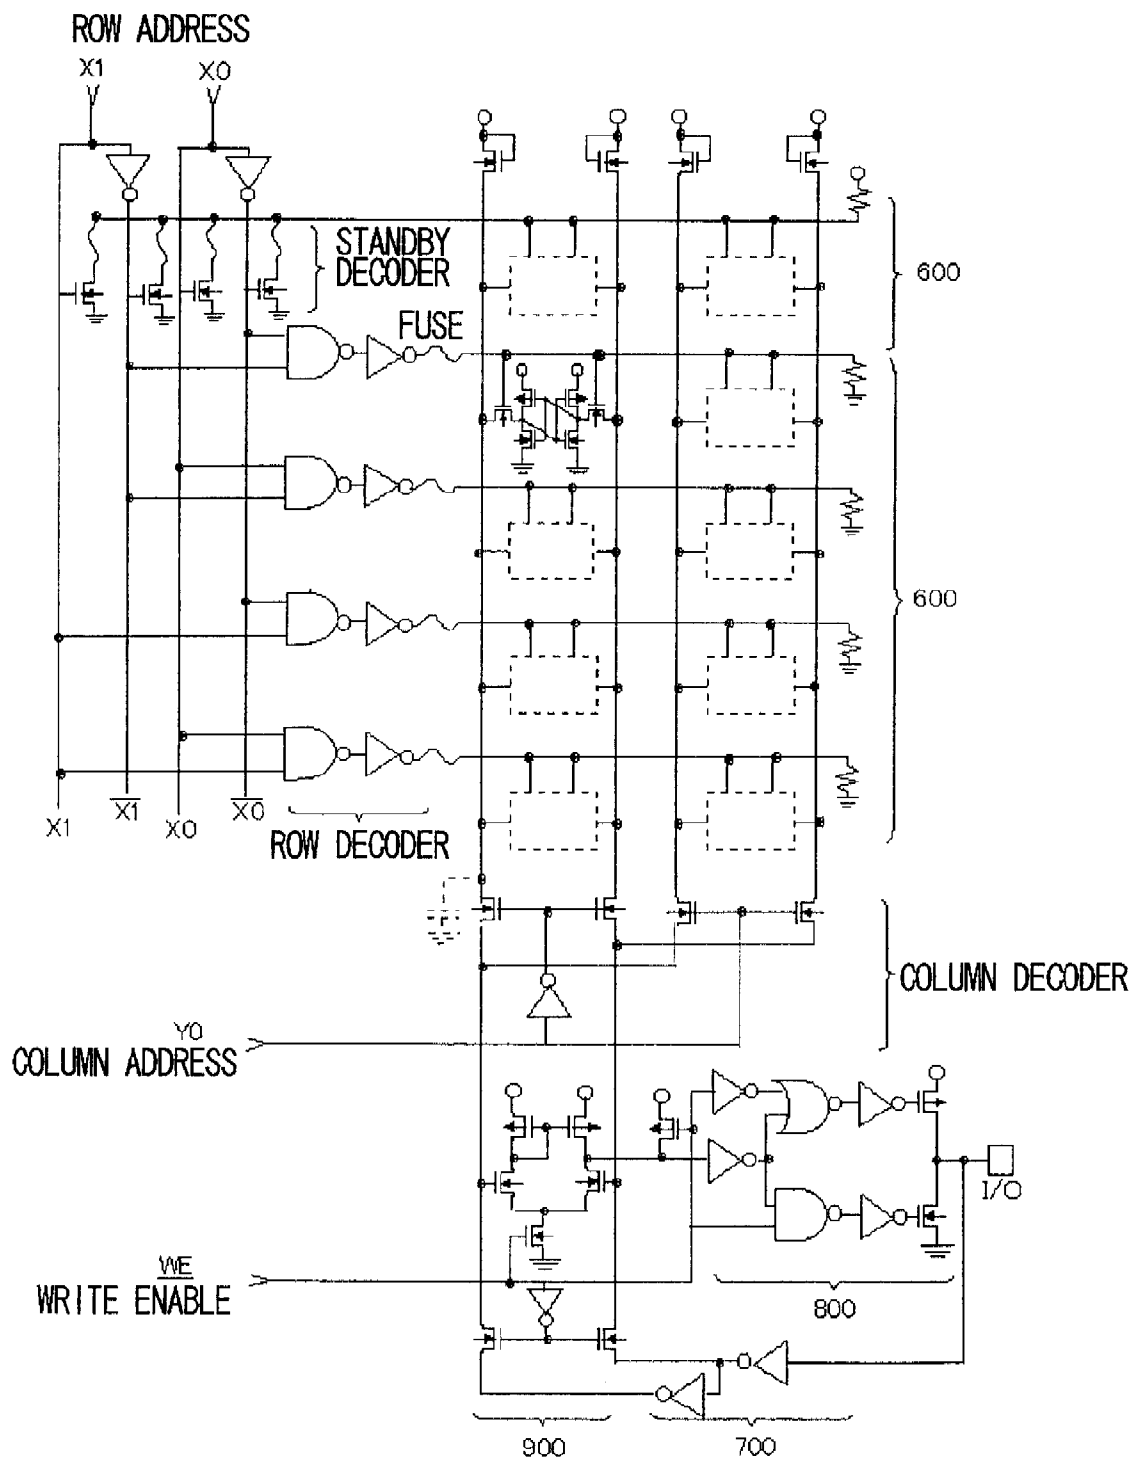 ROW ADDRESS
X1
X0
STANDBY
DECODER
600
FUSE
600
X1
X1
X0
X0
ROW DECODER
COLUMN DECODER
Y0
COLUMN ADDRESS
I/O
WE
WRITE ENABLE
800
900
700